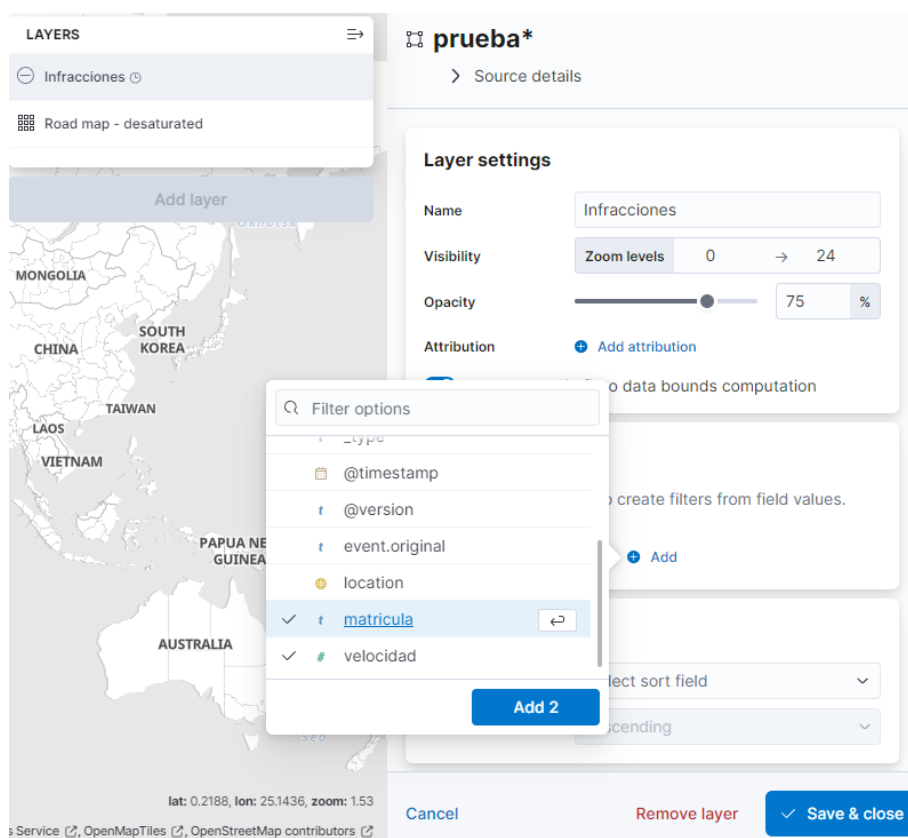 LAYERS
Infracciones
Road map - desaturated
Add layer
MONGOLIA
CHINA
SOUTH
KOREA
TAIWAN
LAOS
VIETNAM
PAPUA NE
GUINEA
AUSTRALIA
Sea
lat: 0.2188, lon: 25.1436, zoom: 1.53
s Service, OpenMapTiles, OpenStreetMap contributors
prueba*
Source details
Layer settings
Name
Infracciones
Visibility
Zoom levels 0 → 24
Opacity
75 %
Attribution
Add attribution
to data bounds computation
create filters from field values.
Add
Filter options
_type
@timestamp
t @version
t event.original
location
t matricula
# velocidad
Add 2
lect sort field
scending
Cancel
Remove layer
Save & close